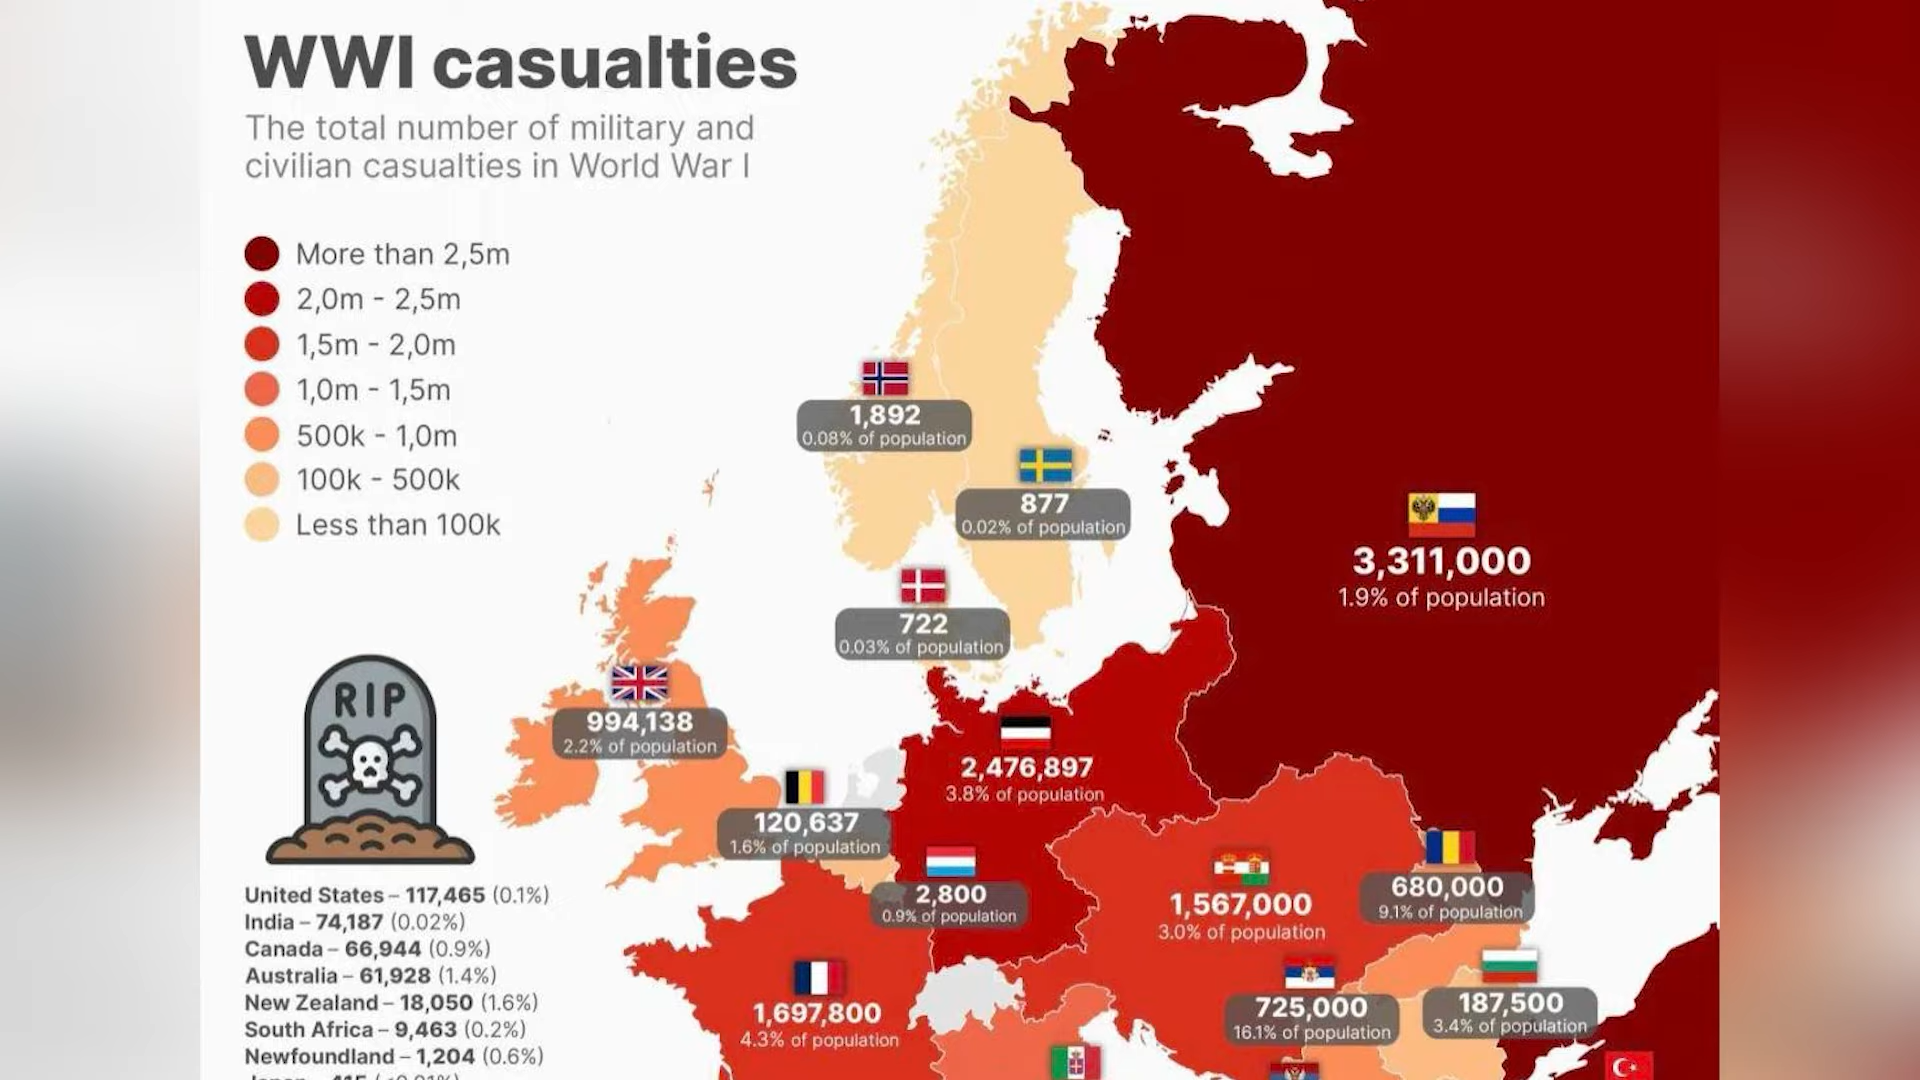 WWI casualties
The total number of military and
civilian casualties in World War I
More than 2,5m
2,0m - 2,5m
1,5m - 2,0m
1,0m - 1,5m
500k - 1,0m
100k - 500k
Less than 100k
1,892
0.08% of population
877
0.02% of population
3,311,000
1.9% of population
722
0.03% of population
RIP
994,138
2.2% of population
2,476,897
3.8% of population
120,637
1.6% of population
2,800
0.9% of population
1,567,000
3.0% of population
680,000
9.1% of population
1,697,800
4.3% of population
725,000
16.1% of population
187,500
3.4% of population
United States – 117,465 (0.1%)
India – 74,187 (0.02%)
Canada – 66,944 (0.9%)
Australia – 61,928 (1.4%)
New Zealand – 18,050 (1.6%)
South Africa – 9,463 (0.2%)
Newfoundland – 1,204 (0.6%)